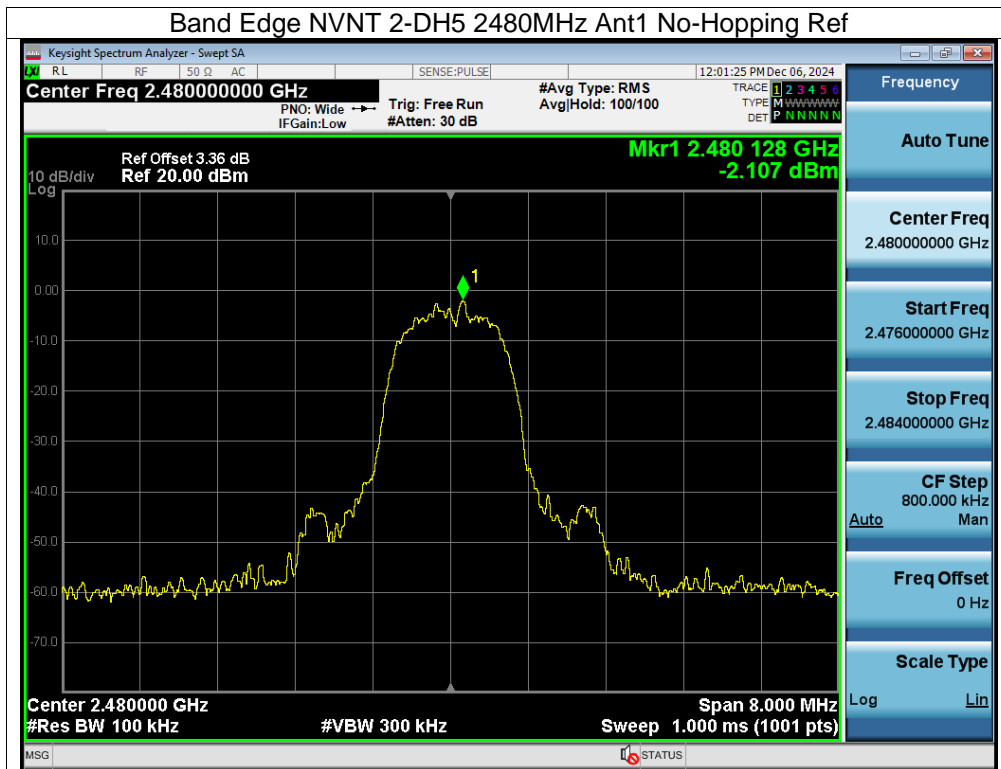 Band Edge NVNT 2-DH5 2480MHz Ant1 No-Hopping Ref
Keysight Spectrum Analyzer - Swept SA
LXI RL RF 50 Ω AC SENSE:PULSE 12:01:25 PM Dec 06, 2024
Center Freq 2.480000000 GHz
PNO: Wide
IFGain:Low
Trig: Free Run
#Atten: 30 dB
#Avg Type: RMS
Avg|Hold: 100/100
TRACE 1 2 3 4 5 6
TYPE M WWWWW
DET P N N N N N
Ref Offset 3.36 dB
Ref 20.00 dBm
10 dB/div
Log
Mkr1 2.480 128 GHz
-2.107 dBm
10.0
0.00
-10.0
-20.0
-30.0
-40.0
-50.0
-60.0
-70.0
1
Center 2.480000 GHz
Span 8.000 MHz
#Res BW 100 kHz
#VBW 300 kHz
Sweep 1.000 ms (1001 pts)
MSG
STATUS
Frequency
Auto Tune
Center Freq
2.480000000 GHz
Start Freq
2.476000000 GHz
Stop Freq
2.484000000 GHz
CF Step
800.000 kHz
Auto Man
Freq Offset
0 Hz
Scale Type
Log Lin